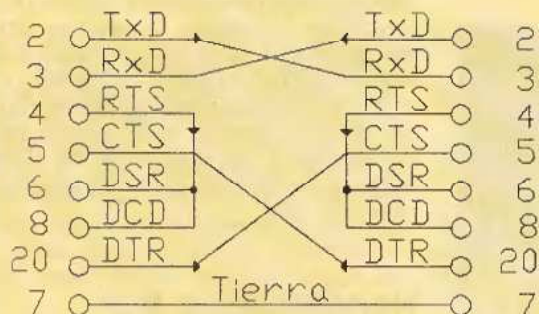 2 TxD TxD 2
3 RxD RxD 3
4 RTS RTS 4
5 CTS CTS 5
6 DSR DSR 6
8 DCD DCD 8
20 DTR DTR 20
7 Tierra 7